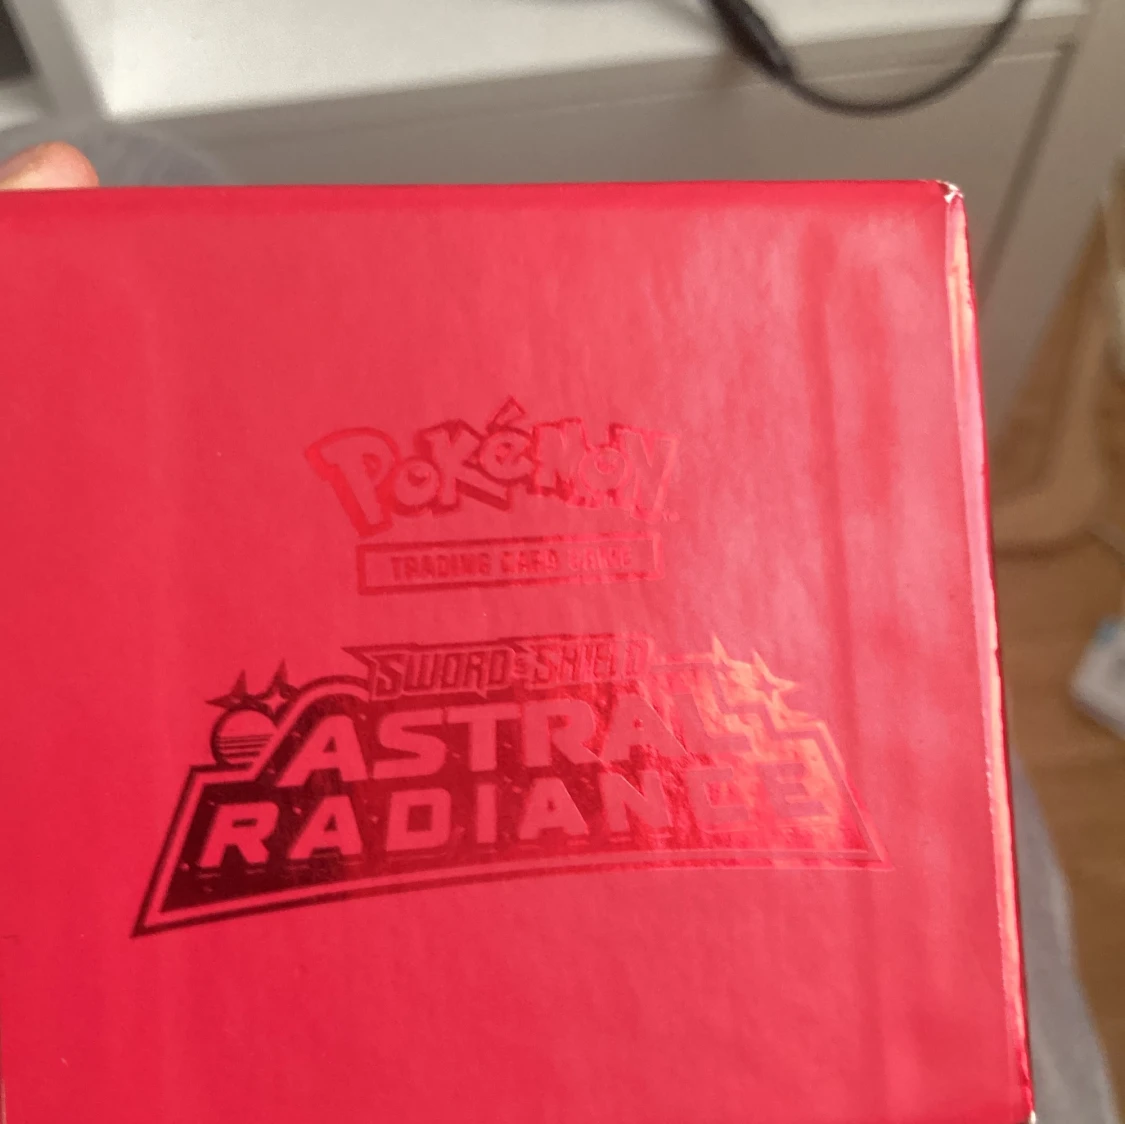 Pokémon
TRADING CARD GAME
SWORD & SHIELD
ASTRAL
RADIANCE